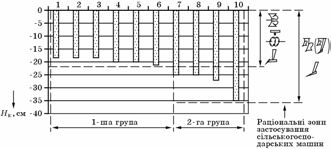 1 2 3 4 5 6 7 8 9 10
0
-5
-10
-15
-20
-25
-30
-35
-40
Hк, см
1-ша група
2-га група
Раціональні зони
застосування
сільськогоспо-
дарських машин